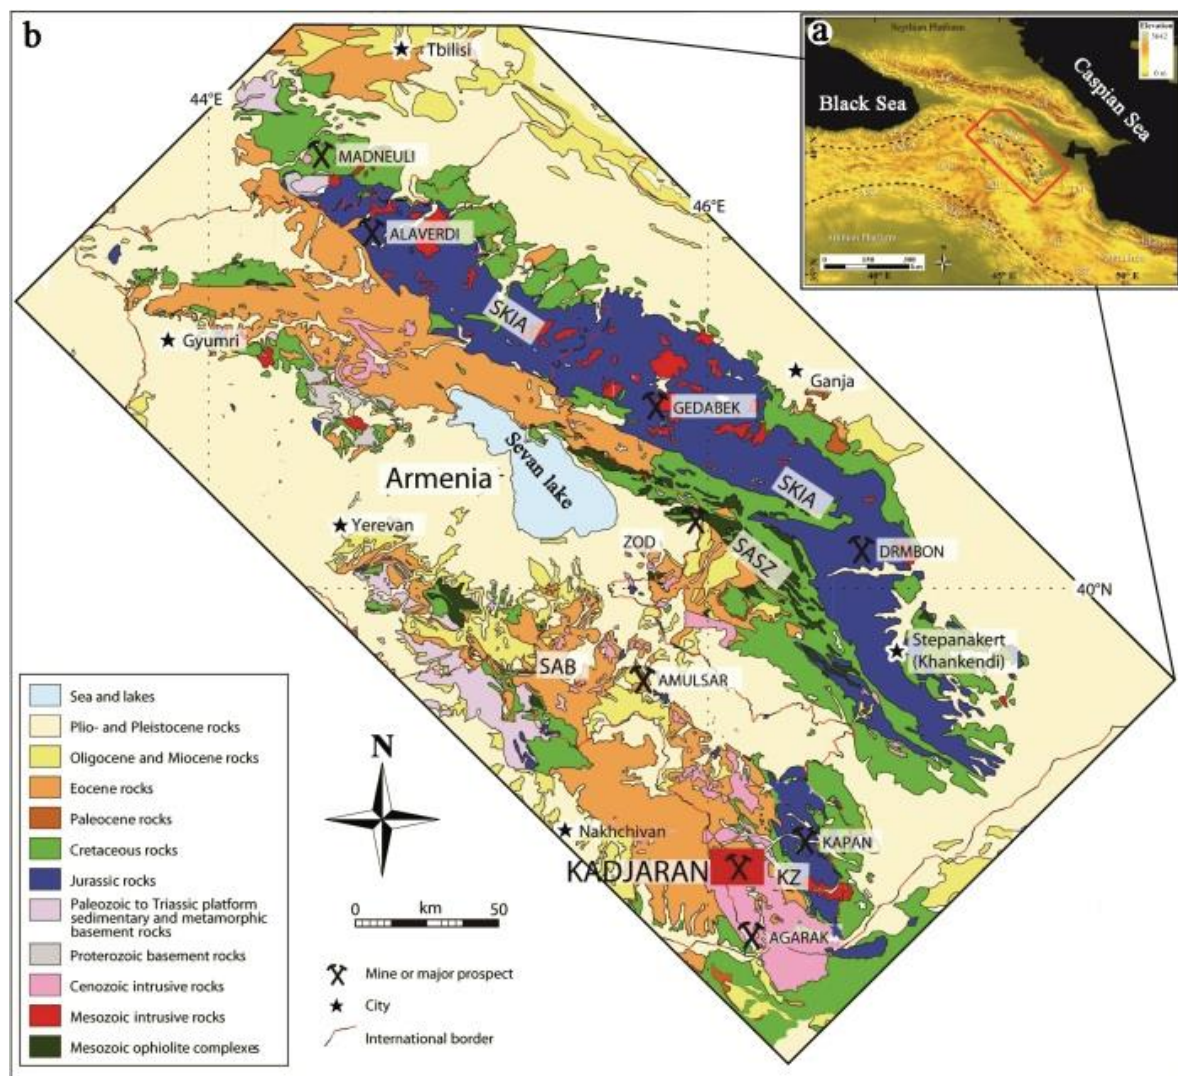 b
Tbilisi
44°E
MADNEULI
ALAVERDI
46°E
SKIA
Gyumri
Ganja
GEDABEK
Sevan lake
Armenia
SKIA
Yerevan
ZOD
SASZ
DRMBON
40°N
Stepanakert
(Khankendi)
SAB
AMULSAR
N
Nakhchivan
KAPAN
KADJARAN
KZ
AGARAK
0 km 50
Mine or major prospect
City
International border
Sea and lakes
Plio- and Pleistocene rocks
Oligocene and Miocene rocks
Eocene rocks
Paleocene rocks
Cretaceous rocks
Jurassic rocks
Paleozoic to Triassic platform
sedimentary and metamorphic
basement rocks
Proterozoic basement rocks
Cenozoic intrusive rocks
Mesozoic intrusive rocks
Mesozoic ophiolite complexes
a
Elevation
0 m
Black Sea
Caspian Sea
km
45° E
50° E